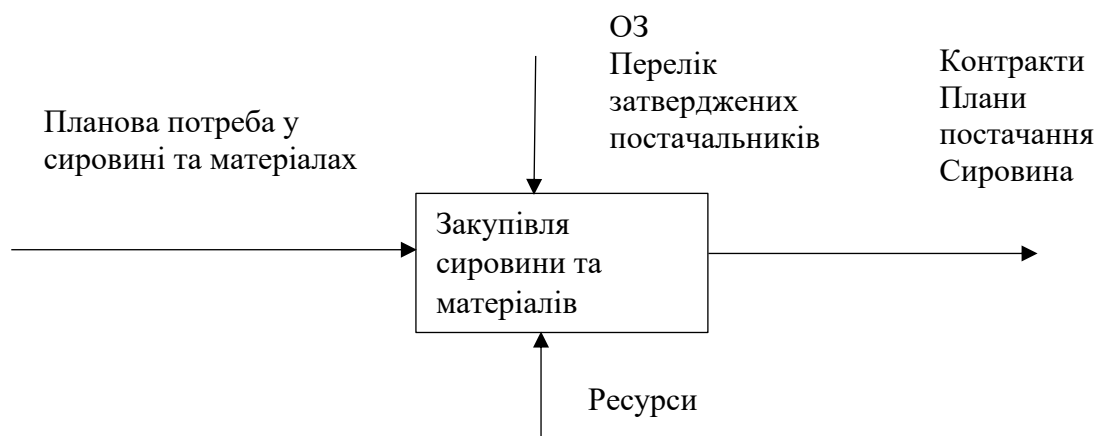 ОЗ
Перелік
затверджених
постачальників
Контракти
Плани
постачання
Сировина
Планова потреба у
сировині та матеріалах
Закупівля
сировини та
матеріалів
Ресурси